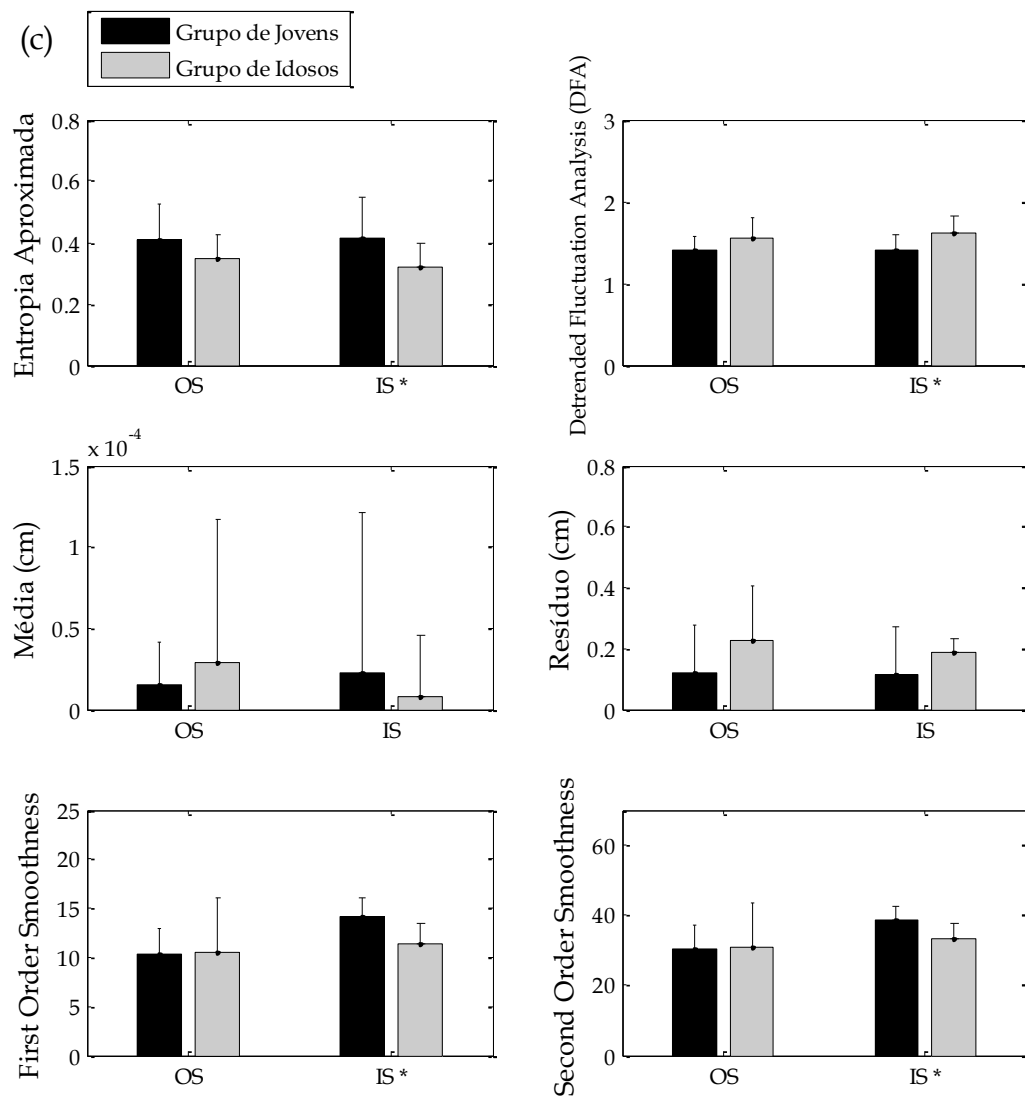 (c)
Grupo de Jovens
Grupo de Idosos
Entropia Aproximada
0.8
0.6
0.4
0.2
0
OS
IS *
Detrended Fluctuation Analysis (DFA)
3
2
1
0
OS
IS *
x 10^-4
Média (cm)
1.5
1
0.5
0
OS
IS
Resíduo (cm)
0.8
0.6
0.4
0.2
0
OS
IS
First Order Smoothness
25
20
15
10
5
0
OS
IS *
Second Order Smoothness
60
40
20
0
OS
IS *